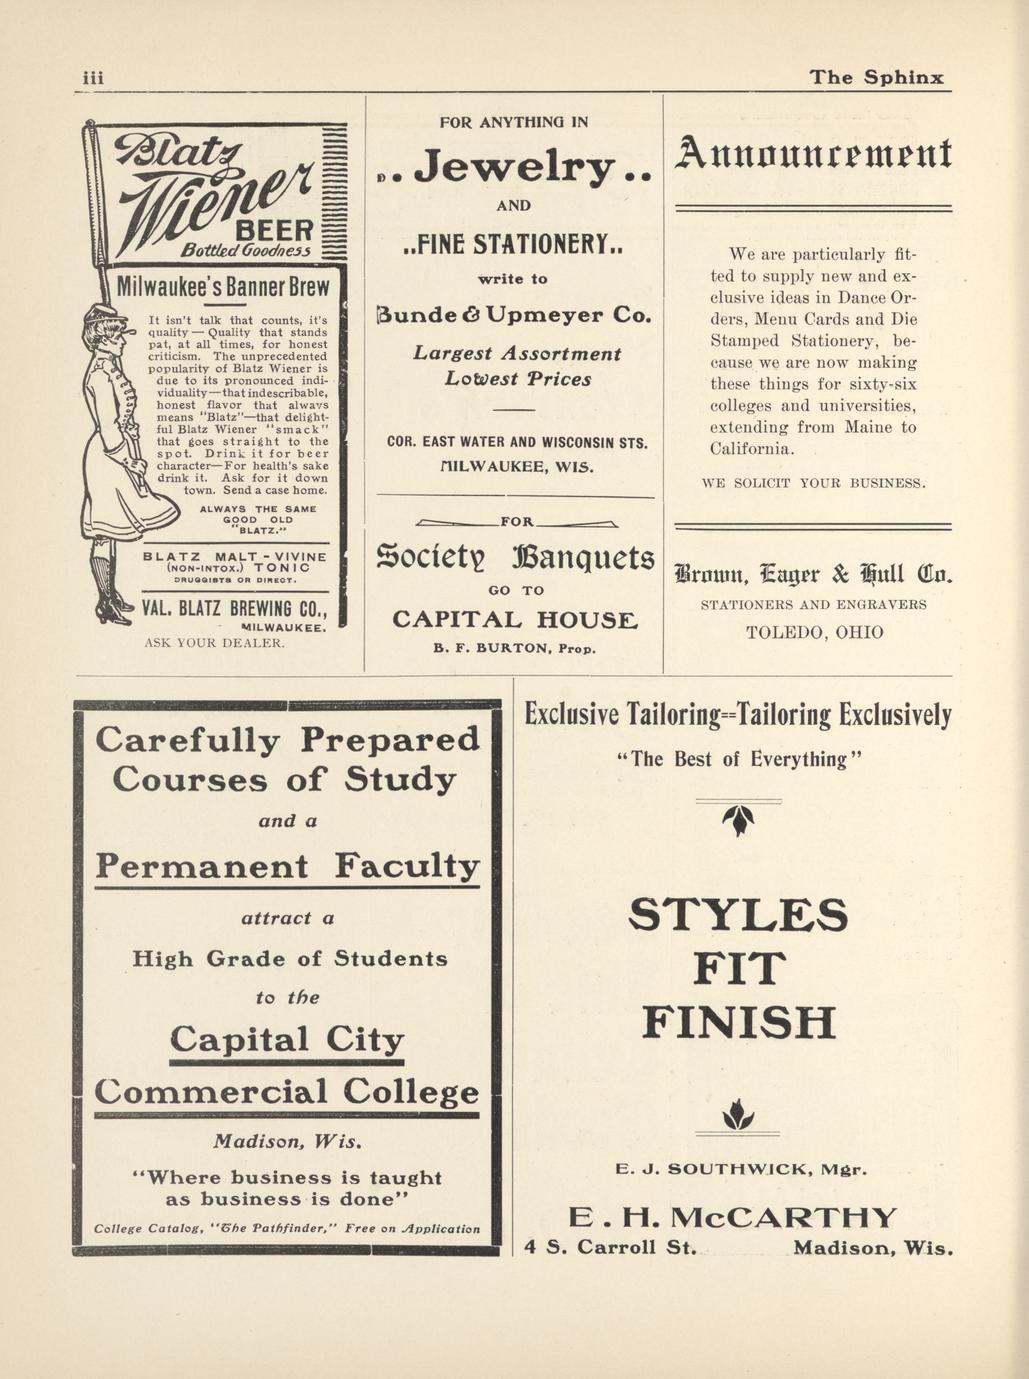 iii
The Sphinx
Blatz
Wiener
BEER
Bottled Goodness
Milwaukee's Banner Brew
It isn't talk that counts, it's
quality — Quality that stands
pat, at all times, for honest
criticism. The unprecedented
popularity of Blatz Wiener is
due to its pronounced indi-
viduality—that indescribable,
honest flavor that always
means "Blatz"—that delight-
ful Blatz Wiener "smack"
that goes straight to the
spot. Drink it for beer
character—For health's sake
drink it. Ask for it down
town. Send a case home.
ALWAYS THE SAME
GOOD OLD
"BLATZ."
BLATZ MALT-VIVINE
(NON-INTOX.) TONIC
DRUGGISTS OR DIRECT.
VAL. BLATZ BREWING CO.,
MILWAUKEE.
ASK YOUR DEALER.
FOR ANYTHING IN
.. Jewelry ..
AND
..FINE STATIONERY..
write to
Bunde & Upmeyer Co.
Largest Assortment
Lowest Prices
COR. EAST WATER AND WISCONSIN STS.
MILWAUKEE, WIS.
FOR
Society Banquets
GO TO
CAPITAL HOUSE
B. F. BURTON, Prop.
Announcement
We are particularly fit-
ted to supply new and ex-
clusive ideas in Dance Or-
ders, Menu Cards and Die
Stamped Stationery, be-
cause we are now making
these things for sixty-six
colleges and universities,
extending from Maine to
California.
WE SOLICIT YOUR BUSINESS.
Brown, Eager & Hull Co.
STATIONERS AND ENGRAVERS
TOLEDO, OHIO
Carefully Prepared
Courses of Study
and a
Permanent Faculty
attract a
High Grade of Students
to the
Capital City
Commercial College
Madison, Wis.
"Where business is taught
as business is done"
College Catalog, "The Pathfinder," Free on Application
Exclusive Tailoring==Tailoring Exclusively
"The Best of Everything"
STYLES
FIT
FINISH
E. J. SOUTHWICK, Mgr.
E. H. McCARTHY
4 S. Carroll St. Madison, Wis.